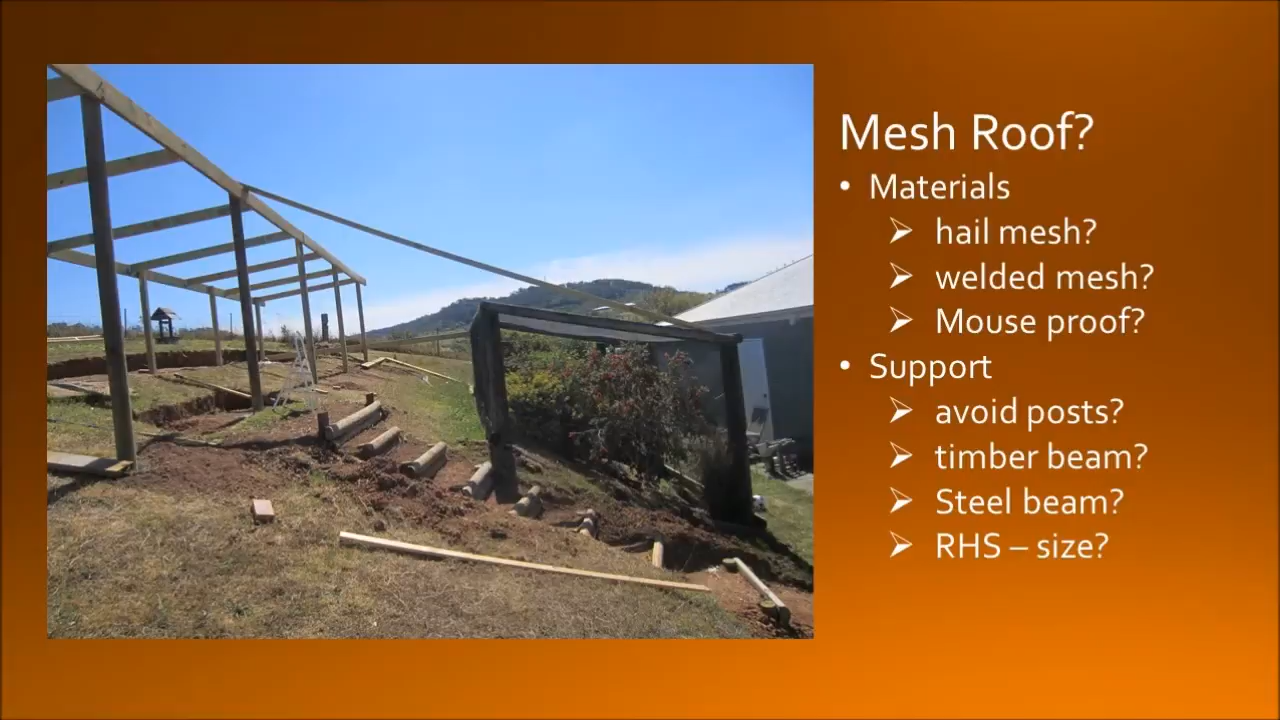 Mesh Roof?
• Materials
➢ hail mesh?
➢ welded mesh?
➢ Mouse proof?
• Support
➢ avoid posts?
➢ timber beam?
➢ Steel beam?
➢ RHS – size?